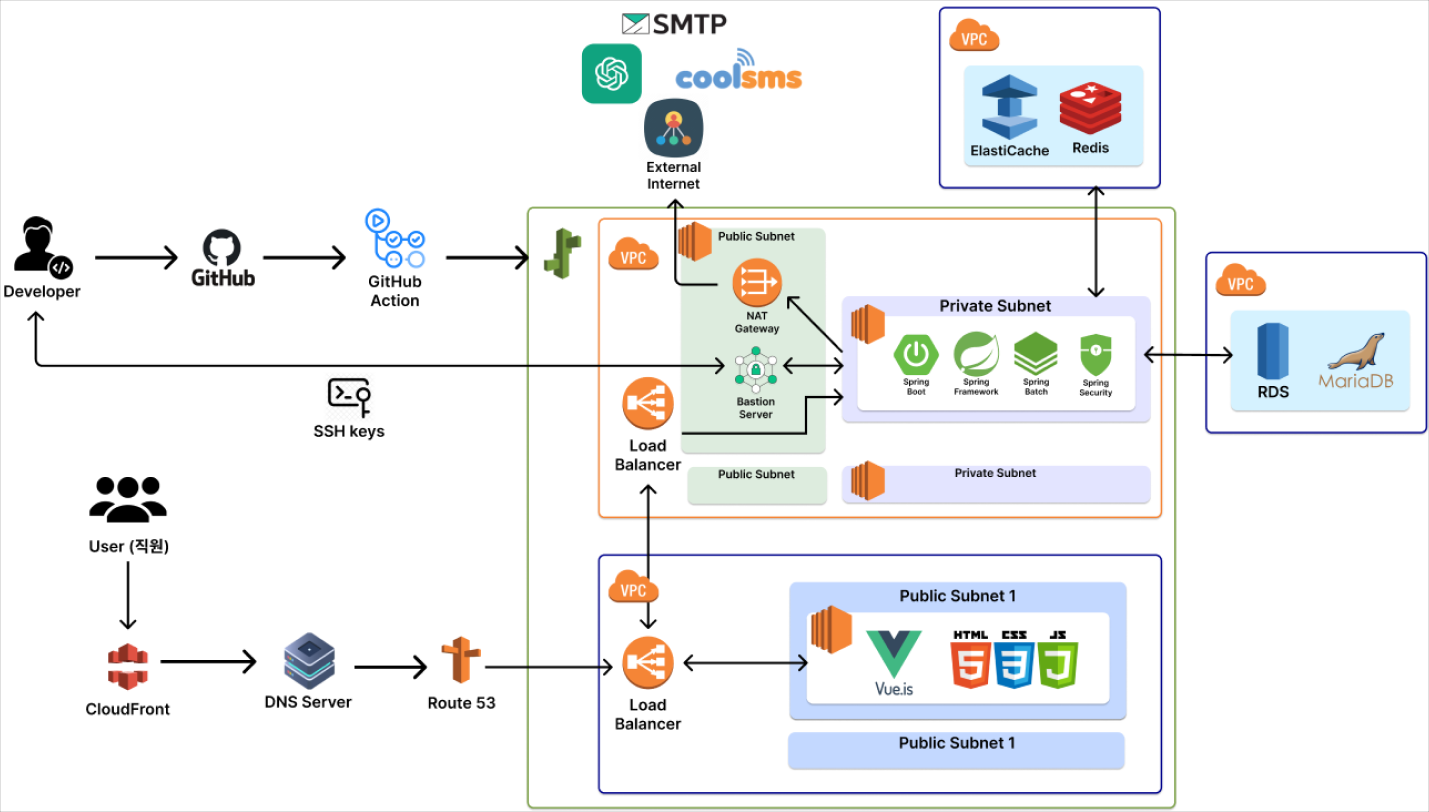 SMTP
coolsms
External
Internet
VPC
ElastiCache
Redis
Developer
GitHub
GitHub
Action
VPC
Public Subnet
NAT
Gateway
Bastion
Server
Load
Balancer
Private Subnet
Spring
Boot
Spring
Framework
Spring
Batch
Spring
Security
VPC
RDS
MariaDB
SSH keys
Public Subnet
Private Subnet
User (직원)
CloudFront
DNS Server
Route 53
VPC
Load
Balancer
Public Subnet 1
Vue.is
HTML
5
CSS
3
JS
J
Public Subnet 1